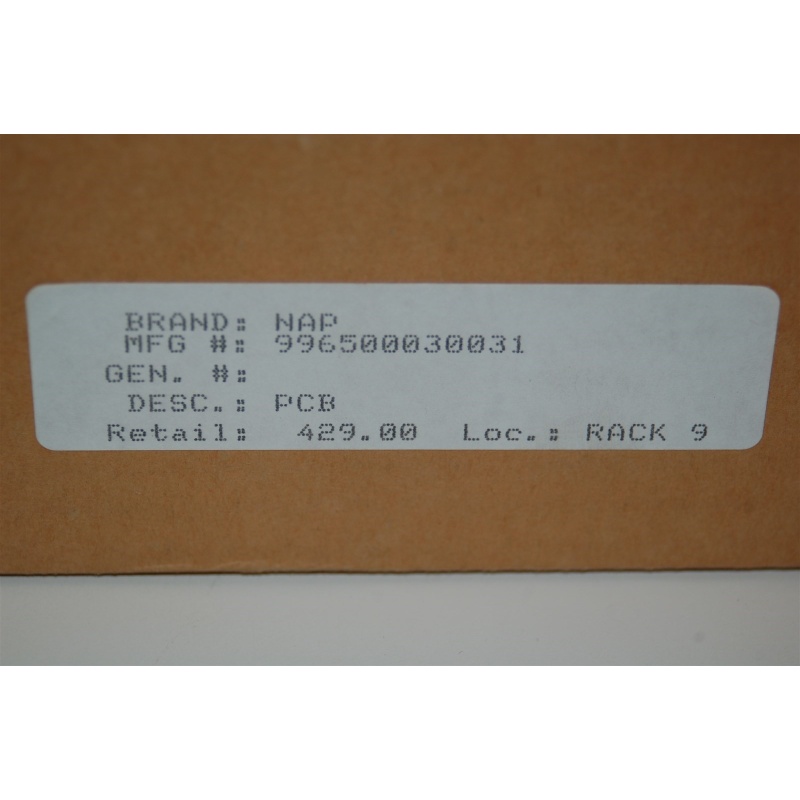 BRAND: NAP
MFG #: 996500030031
GEN. #:
DESC.: PCB
Retail: 429.00 Loc.: RACK 9